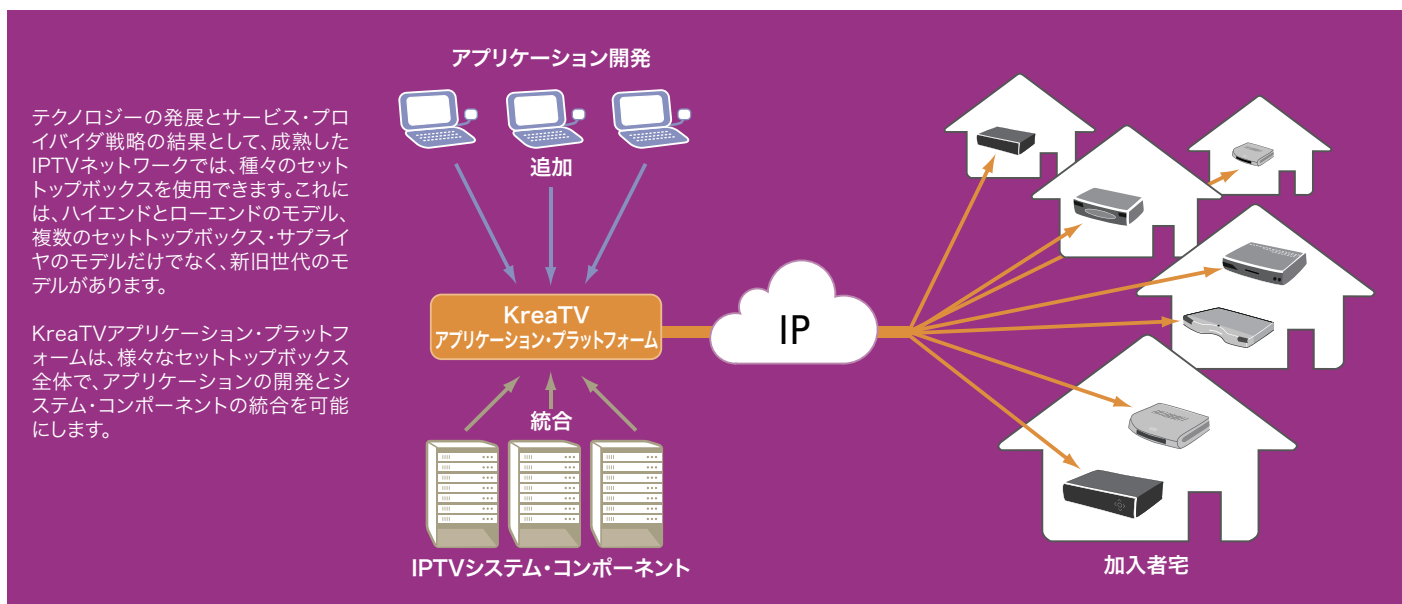 テクノロジーの発展とサービス・プロ
イバイダ戦略の結果として、成熟した
IPTVネットワークでは、種々のセット
トップボックスを使用できます。これに
は、ハイエンドとローエンドのモデル、
複数のセットトップボックス・サプライ
ヤのモデルだけでなく、新旧世代のモ
デルがあります。
KreaTVアプリケーション・プラットフ
ォームは、様々なセットトップボックス
全体で、アプリケーションの開発とシ
ステム・コンポーネントの統合を可能
にします。
アプリケーション開発
追加
KreaTV
アプリケーション・プラットフォーム
統合
IPTVシステム・コンポーネント
IP
加入者宅